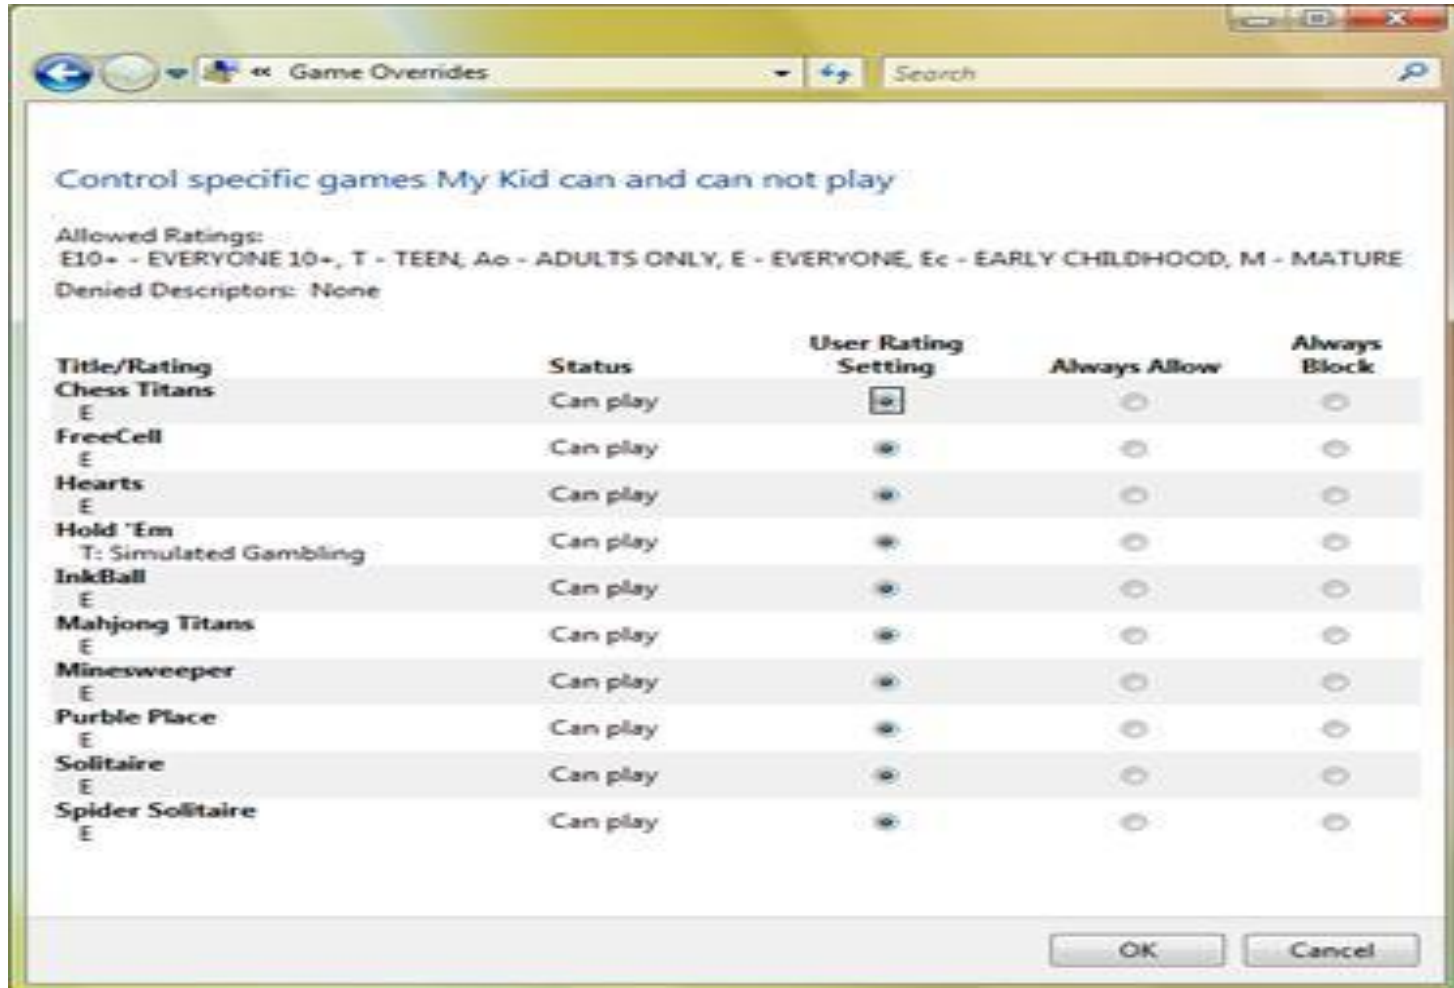 « Game Overrides
Search
Control specific games My Kid can and can not play
Allowed Ratings:
E10+ - EVERYONE 10+, T - TEEN, Ao - ADULTS ONLY, E - EVERYONE, Ec - EARLY CHILDHOOD, M - MATURE
Denied Descriptors: None
Title/Rating Status User Rating Setting Always Allow Always Block
Chess Titans
E Can play
FreeCell
E Can play
Hearts
E Can play
Hold 'Em
T: Simulated Gambling Can play
InkBall
E Can play
Mahjong Titans
E Can play
Minesweeper
E Can play
Purble Place
E Can play
Solitaire
E Can play
Spider Solitaire
E Can play
OK Cancel